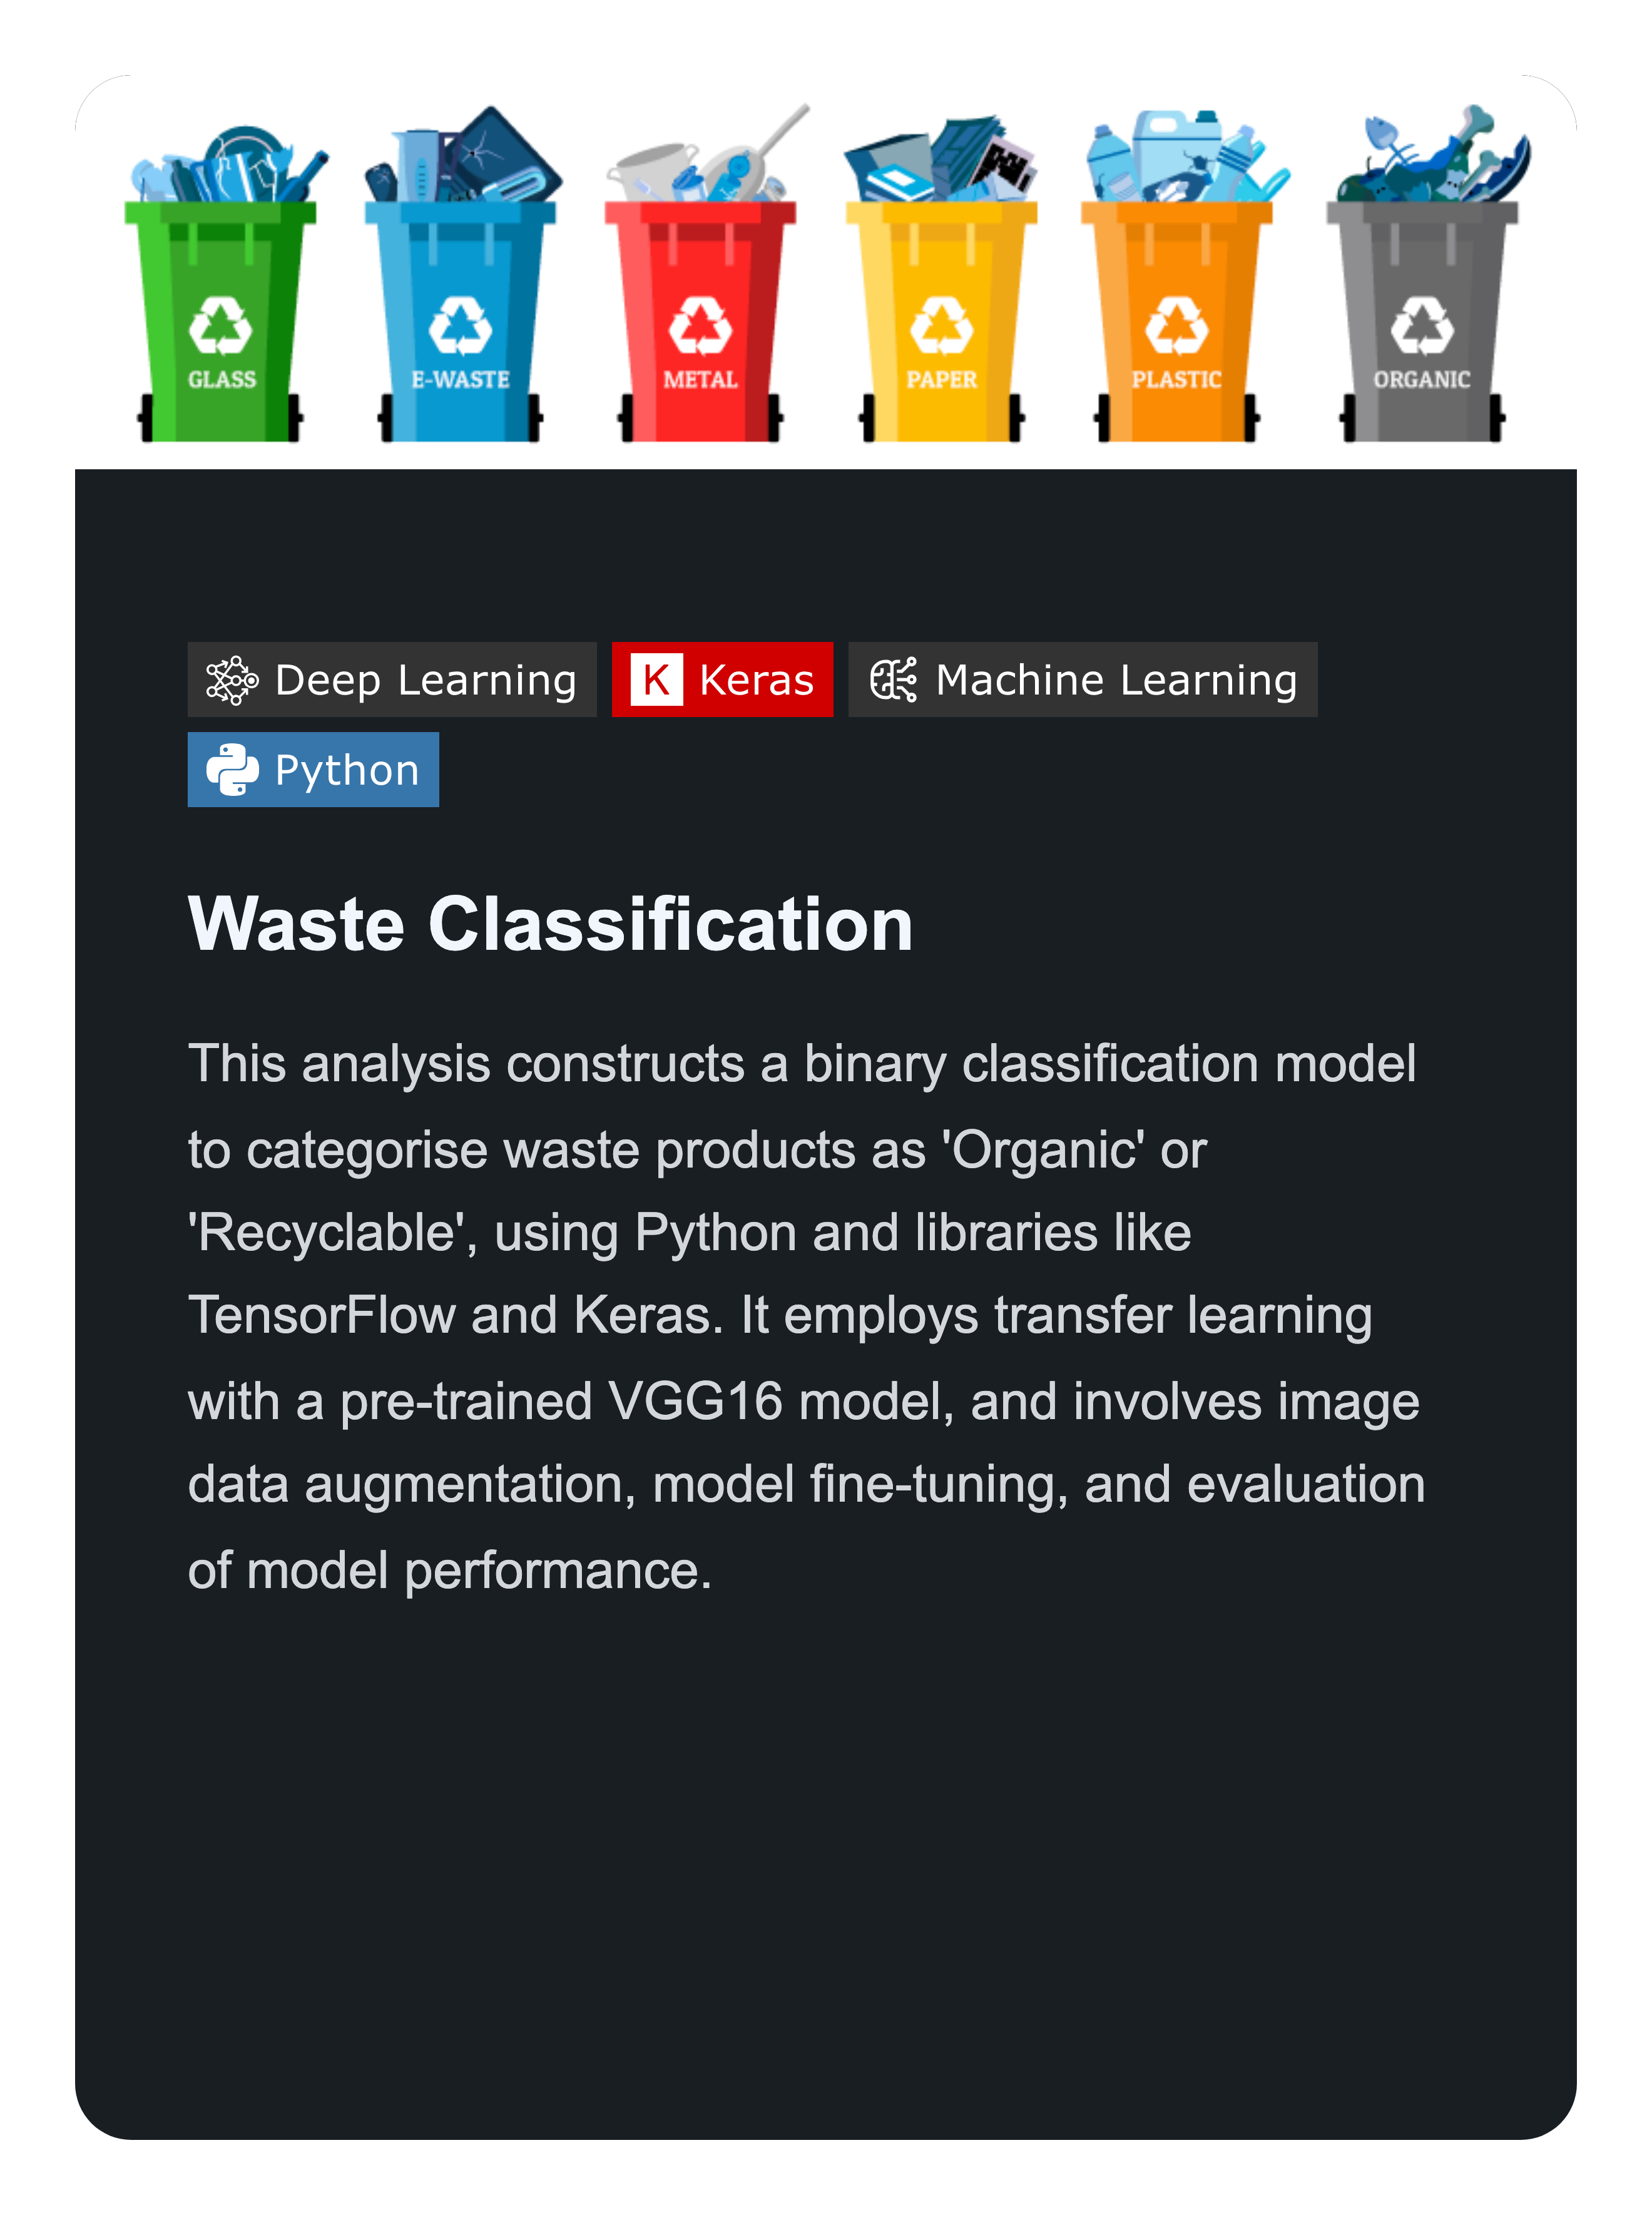 GLASS E-WASTE METAL PAPER PLASTIC ORGANIC
Deep Learning K Keras Machine Learning
Python
Waste Classification
This analysis constructs a binary classification model
to categorise waste products as 'Organic' or
'Recyclable', using Python and libraries like
TensorFlow and Keras. It employs transfer learning
with a pre-trained VGG16 model, and involves image
data augmentation, model fine-tuning, and evaluation
of model performance.